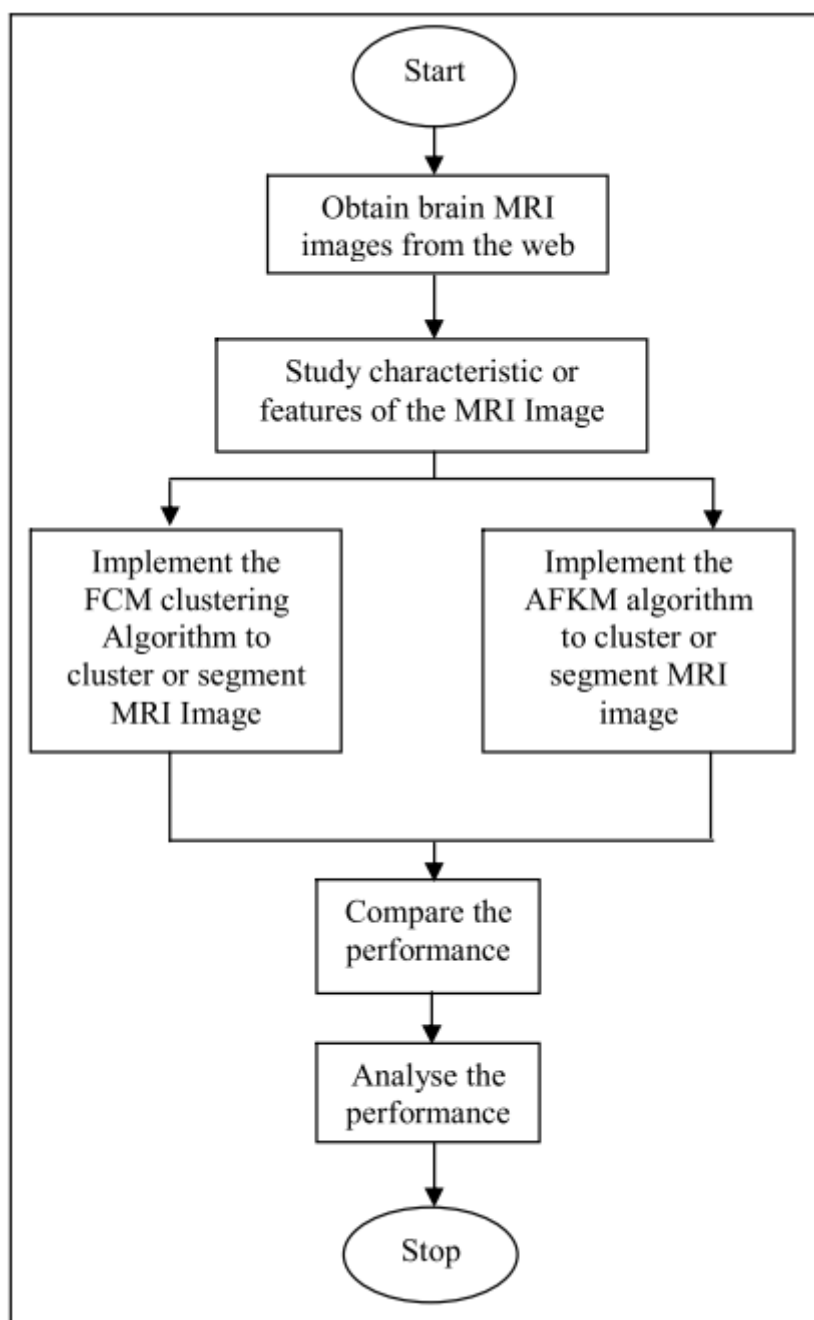 Start
Obtain brain MRI
images from the web
Study characteristic or
features of the MRI Image
Implement the
FCM clustering
Algorithm to
cluster or segment
MRI Image
Implement the
AFKM algorithm
to cluster or
segment MRI
image
Compare the
performance
Analyse the
performance
Stop